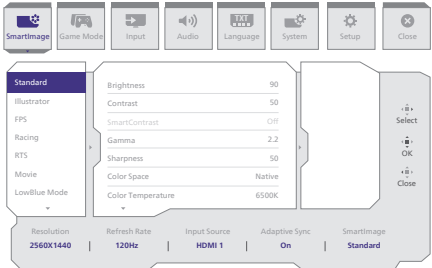 TXT
SmartImage Game Mode Input Audio Language System Setup Close
Standard
Illustrator
FPS
Racing
RTS
Movie
LowBlue Mode
Brightness 90
Contrast 50
SmartContrast Off
Gamma 2.2
Sharpness 50
Color Space Native
Color Temperature 6500K
Select
OK
Close
Resolution Refresh Rate Input Source Adaptive Sync SmartImage
2560X1440 | 120Hz | HDMI 1 | On | Standard